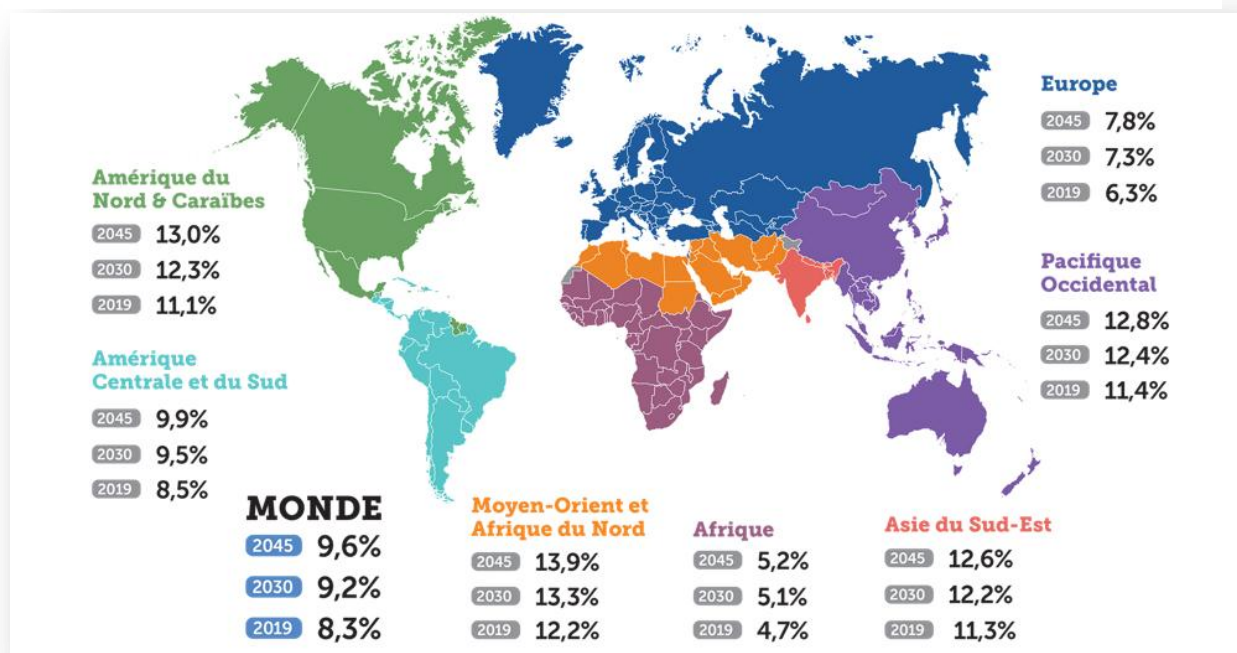 Amérique du
Nord & Caraïbes
2045 13,0%
2030 12,3%
2019 11,1%
Amérique
Centrale et du Sud
2045 9,9%
2030 9,5%
2019 8,5%
MONDE
2045 9,6%
2030 9,2%
2019 8,3%
Moyen-Orient et
Afrique du Nord
2045 13,9%
2030 13,3%
2019 12,2%
Afrique
2045 5,2%
2030 5,1%
2019 4,7%
Asie du Sud-Est
2045 12,6%
2030 12,2%
2019 11,3%
Europe
2045 7,8%
2030 7,3%
2019 6,3%
Pacifique
Occidental
2045 12,8%
2030 12,4%
2019 11,4%